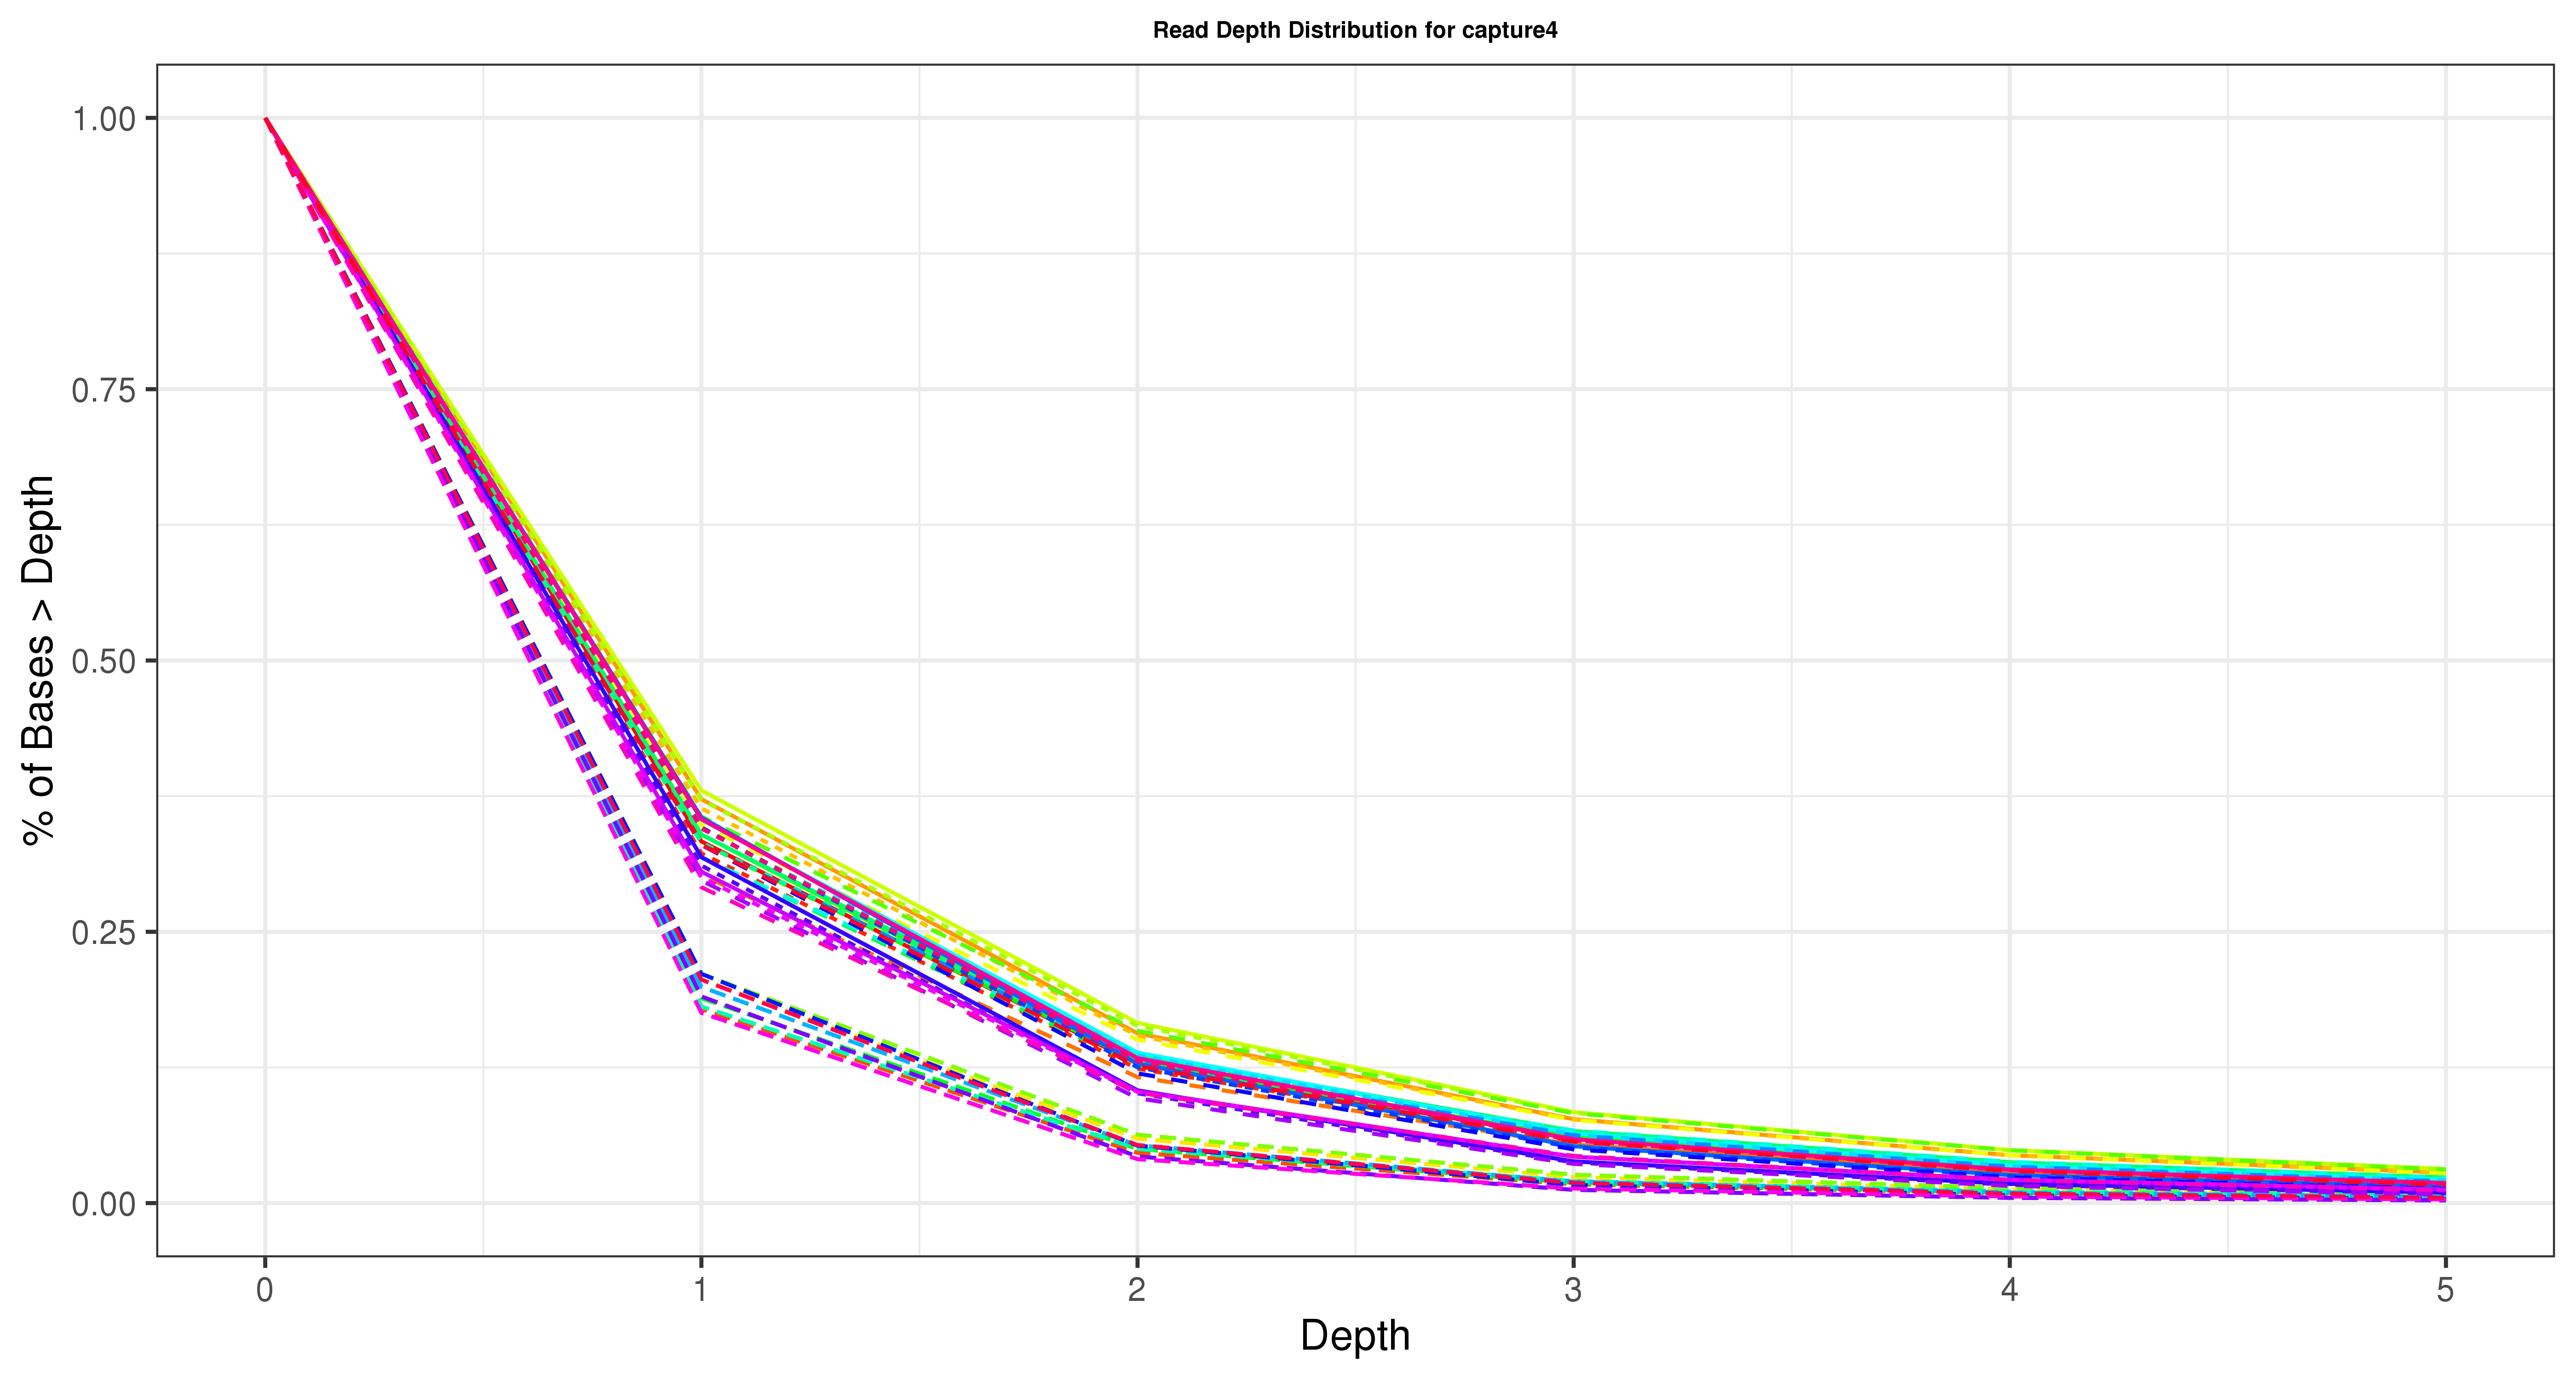 Read Depth Distribution for capture4
% of Bases > Depth
1.00
0.75
0.50
0.25
0.00
0 1 2 3 4 5
Depth